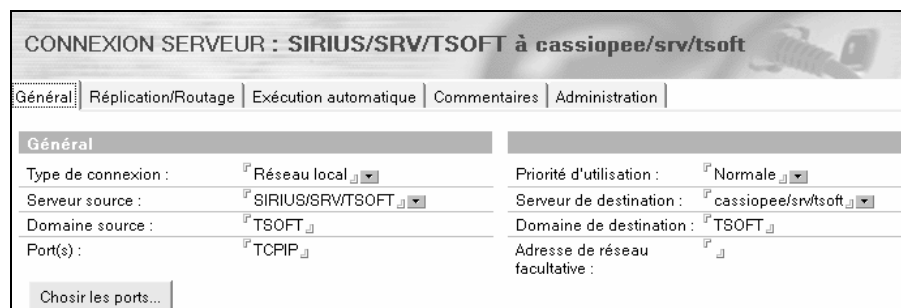 CONNEXION SERVEUR : SIRIUS/SRV/TSOFT à cassiopee/srv/tsoft
Général Réplication/Routage Exécution automatique Commentaires Administration
Général
Type de connexion : Réseau local Priorité d'utilisation : Normale
Serveur source : SIRIUS/SRV/TSOFT Serveur de destination : cassiopee/srv/tsoft
Domaine source : TSOFT Domaine de destination : TSOFT
Port(s) : TCPIP Adresse de réseau
facultative :
Chosir les ports...